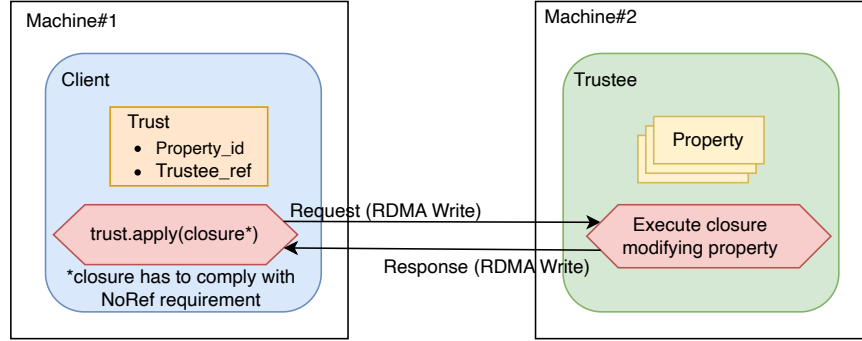 Machine#1
Client
Trust
• Property_id
• Trustee_ref
trust.apply(closure*)
*closure has to comply with
NoRef requirement
Request (RDMA Write)
Response (RDMA Write)
Machine#2
Trustee
Property
Execute closure
modifying property